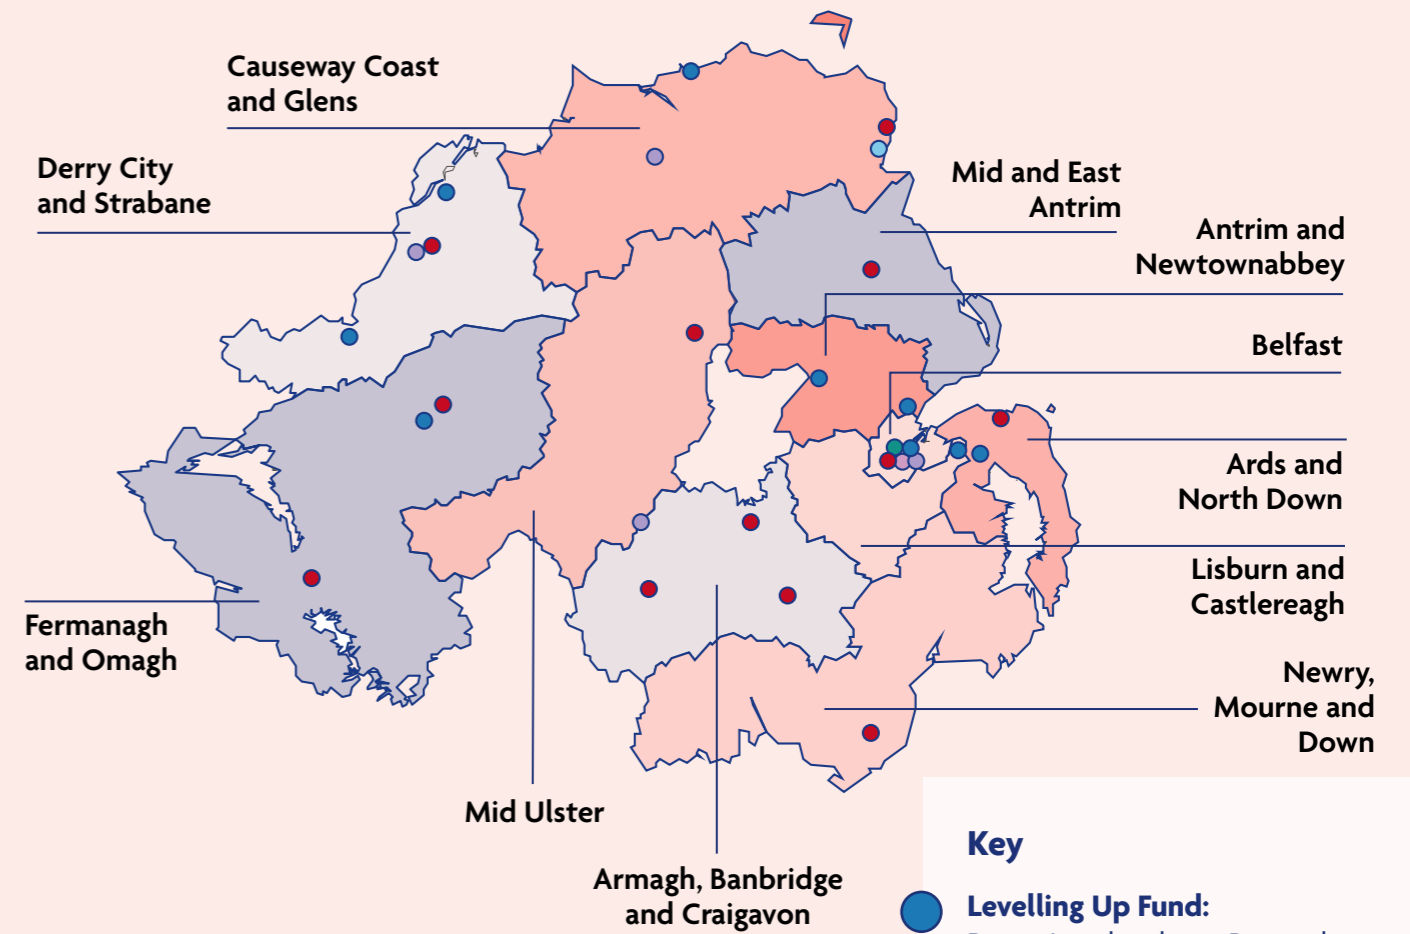 Causeway Coast
and Glens
Derry City
and Strabane
Mid and East
Antrim
Antrim and
Newtownabbey
Belfast
Ards and
North Down
Lisburn and
Castlereagh
Fermanagh
and Omagh
Newry,
Mourne and
Down
Mid Ulster
Armagh, Banbridge
and Craigavon
Key
Levelling Up Fund: